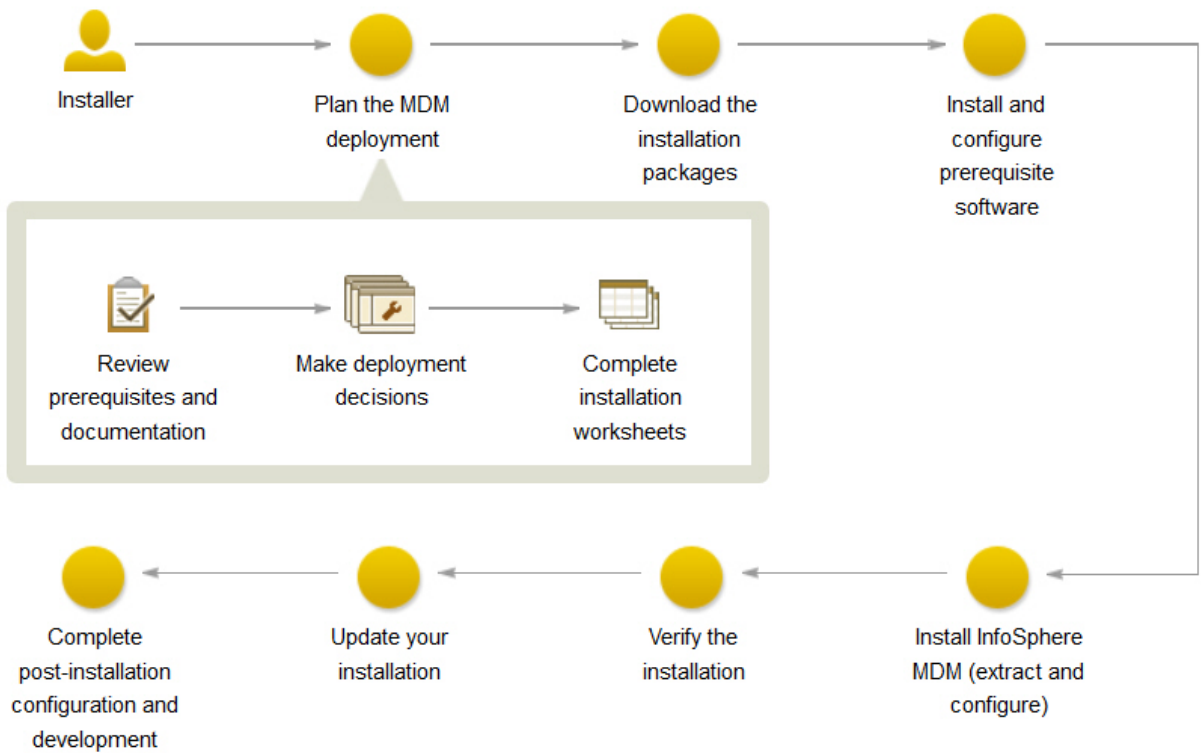 Installer
Plan the MDM
deployment
Download the
installation
packages
Install and
configure
prerequisite
software
Review
prerequisites and
documentation
Make deployment
decisions
Complete
installation
worksheets
Complete
post-installation
configuration and
development
Update your
installation
Verify the
installation
Install InfoSphere
MDM (extract and
configure)